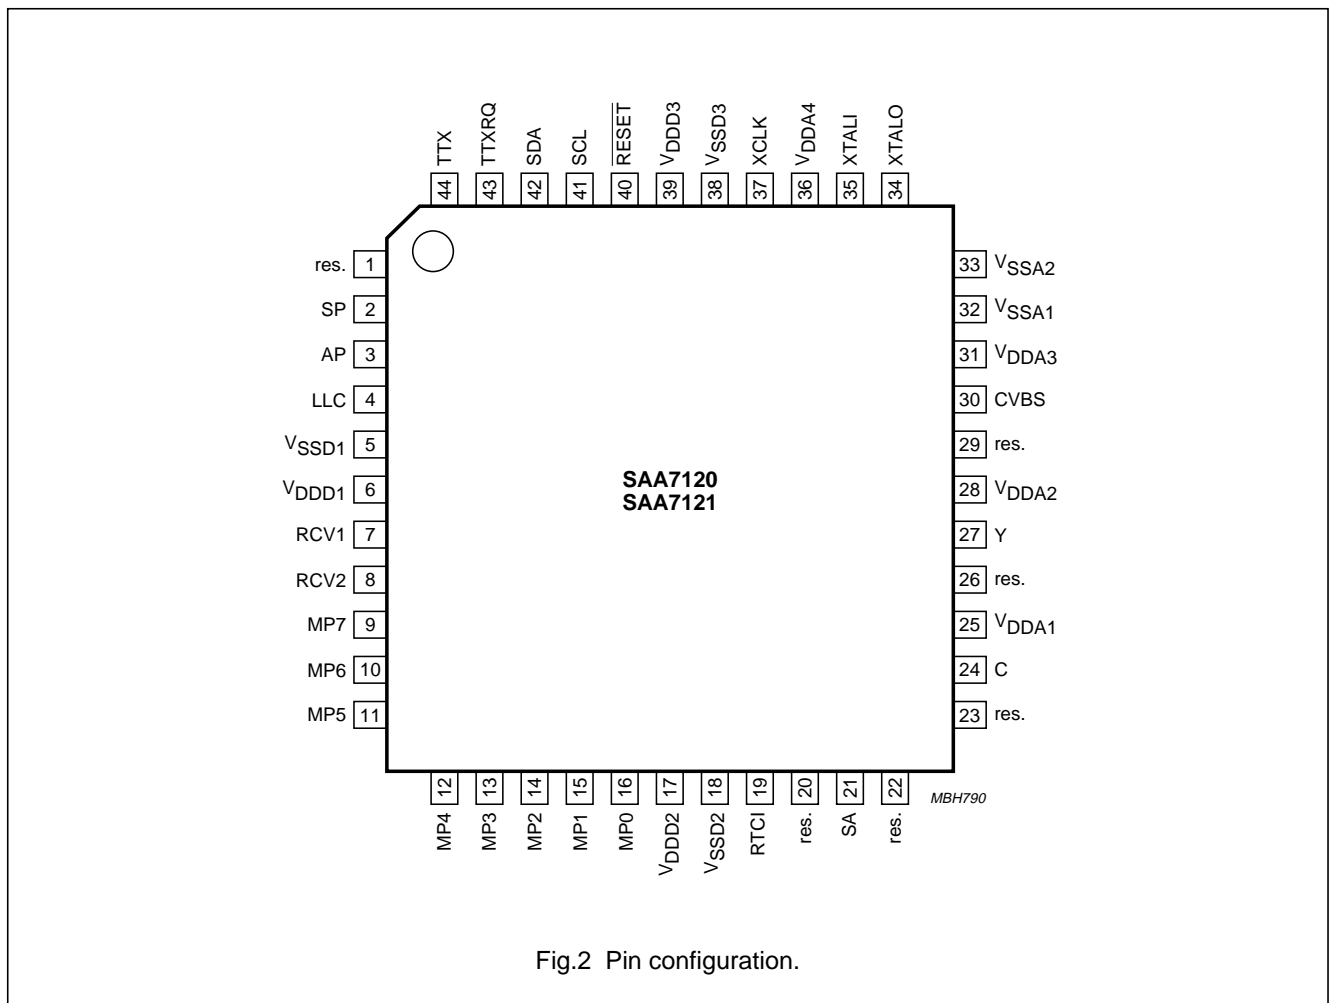 TTX
TTXRQ
SDA
SCL
RESET
VDDD3
VSSD3
XCLK
VDDA4
XTALI
XTALO
44
43
42
41
40
39
38
37
36
35
34
res. 1
SP 2
AP 3
LLC 4
VSSD1 5
VDDD1 6
RCV1 7
RCV2 8
MP7 9
MP6 10
MP5 11
SAA7120
SAA7121
33 VSSA2
32 VSSA1
31 VDDA3
30 CVBS
29 res.
28 VDDA2
27 Y
26 res.
25 VDDA1
24 C
23 res.
12
13
14
15
16
17
18
19
20
21
22
MP4
MP3
MP2
MP1
MP0
VDDD2
VSSD2
RTCI
res.
SA
res.
MBH790
Fig.2 Pin configuration.